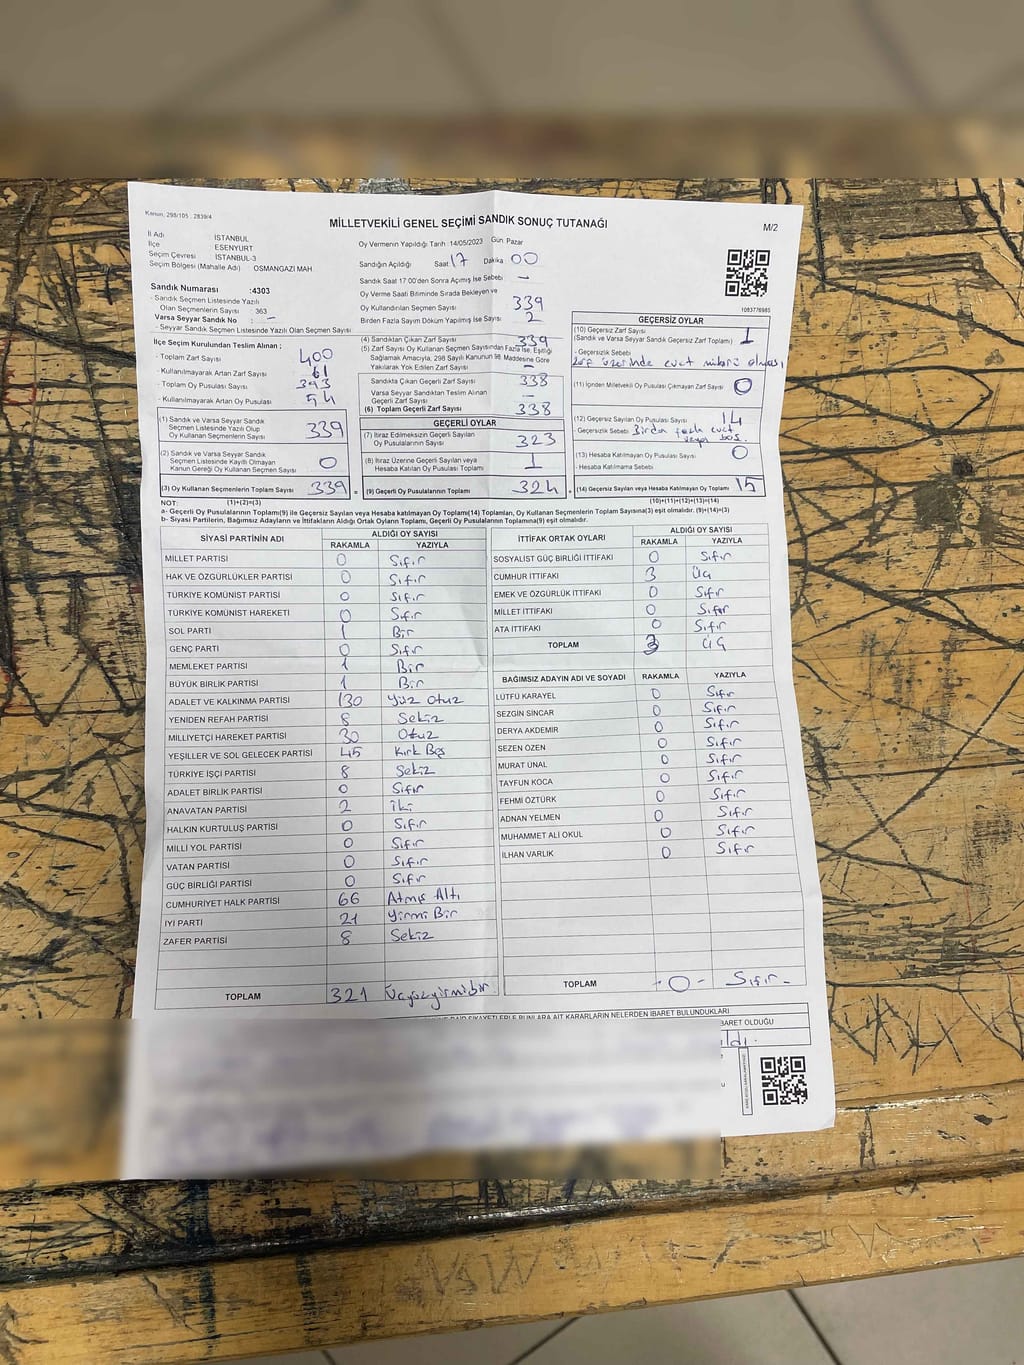 Kanun, 298/105 : 2839/4
MİLLETVEKİLİ GENEL SEÇİMİ SANDIK SONUÇ TUTANAĞI
M/2
İl Adı İSTANBUL
İlçe ESENYURT
Seçim Çevresi İSTANBUL-3
Seçim Bölgesi (Mahalle Adı) OSMANGAZI MAH
Oy Vermenin Yapıldığı Tarih :14/05/2023 Gün Pazar
Sandığın Açıldığı Saat 17 Dakika 00
Sandık Saat 17:00'den Sonra Açımış İse Sebebi : -
Oy Verme Saati Bitiminde Sırada Bekleyen ve
Oy Kullandırılan Seçmen Sayısı 339
Birden Fazla Sayım Döküm Yapılmış İse Sayısı 2
Sandık Numarası :4303
- Sandık Seçmen Listesinde Yazılı
Olan Seçmenlerin Sayısı : 363
Varsa Seyyar Sandık No : -
- Seyyar Sandık Seçmen Listesinde Yazılı Olan Seçmen Sayısı
1083776985
İlçe Seçim Kurulundan Teslim Alınan ;
- Toplam Zarf Sayısı 400
- Kullanılmayarak Artan Zarf Sayısı 61
- Toplam Oy Pusulası Sayısı 393
- Kullanılmayarak Artan Oy Pusulası 54
(1) Sandık ve Varsa Seyyar Sandık
Seçmen Listesinde Yazılı Olup
Oy Kullanan Seçmenlerin Sayısı 339
(2) Sandık ve Varsa Seyyar Sandık
Seçmen Listesinde Kayıtlı Olmayan
Kanun Gereği Oy Kullanan Seçmen Sayısı 0
(3) Oy Kullanan Seçmenlerin Toplam Sayısı 339
(1)+(2)=(3)
(4) Sandıktan Çıkan Zarf Sayısı 339
(5) Zarf Sayısı Oy Kullanan Seçmen Sayısından Fazla İse, Eşitliği
Sağlamak Amacıyla, 298 Sayılı Kanunun 98. Maddesine Göre
Yakılarak Yok Edilen Zarf Sayısı -
Sandıkta Çıkan Geçerli Zarf Sayısı 338
Varsa Seyyar Sandıktan Teslim Alınan
Geçerli Zarf Sayısı -
(6) Toplam Geçerli Zarf Sayısı 338
GEÇERLİ OYLAR
(7) İtiraz Edilmeksizin Geçerli Sayılan
Oy Pusulalarının Sayısı 323
(8) İtiraz Üzerine Geçerli Sayılan veya
Hesaba Katılan Oy Pusulası Toplamı 1
(9) Geçerli Oy Pusulalarının Toplamı 324
GEÇERSİZ OYLAR
(10) Geçersiz Zarf Sayısı
(Sandık ve Varsa Seyyar Sandık Geçersiz Zarf Toplamı) 1
- Geçersizlik Sebebi
zarf üzerinde evet mührü olması
(11) İçinden Milletvekili Oy Pusulası Çıkmayan Zarf Sayısı 0
(12) Geçersiz Sayılan Oy Pusulası Sayısı 14
- Geçersizlik Sebebi Birden fazla evet
veya boş.
(13) Hesaba Katılmayan Oy Pusulası Sayısı 0
- Hesaba Katılmama Sebebi
(14) Geçersiz Sayılan veya Hesaba Katılmayan Oy Toplamı 15
(10)+(11)+(12)+(13)=(14)
NOT:
a- Geçerli Oy Pusulalarının Toplam(9) ile Geçersiz Sayılan veya Hesaba katılmayan Oy Toplam(14) Toplamları, Oy Kullanan Seçmenlerin Toplam Sayısına(3) eşit olmalıdır. (9)+(14)=(3)
b- Siyasi Partilerin, Bağımsız Adayların ve İttifakların Aldığı Ortak Oyların Toplamı, Geçerli Oy Pusulalarının Toplamına(9) eşit olmalıdır.
SİYASİ PARTİNİN ADI ALDIĞI OY SAYISI
RAKAMLA YAZIYLA
MİLLET PARTİSİ 0 Sıfır
HAK VE ÖZGÜRLÜKLER PARTİSİ 0 Sıfır
TÜRKİYE KOMÜNİST PARTİSİ 0 Sıfır
TÜRKİYE KOMÜNİST HAREKETİ 0 Sıfır
SOL PARTİ 1 Bir
GENÇ PARTİ 0 Sıfır
MEMLEKET PARTİSİ 1 Bir
BÜYÜK BİRLİK PARTİSİ 1 Bir
ADALET VE KALKINMA PARTİSİ 130 Yüz Otuz
YENİDEN REFAH PARTİSİ 8 Sekiz
MİLLİYETÇİ HAREKET PARTİSİ 30 Otuz
YEŞİLLER VE SOL GELECEK PARTİSİ 45 Kırk Beş
TÜRKİYE İŞÇİ PARTİSİ 8 Sekiz
ADALET BİRLİK PARTİSİ 0 Sıfır
ANAVATAN PARTİSİ 2 İki
HALKIN KURTULUŞ PARTİSİ 0 Sıfır
MİLLİ YOL PARTİSİ 0 Sıfır
VATAN PARTİSİ 0 Sıfır
GÜÇ BİRLİĞİ PARTİSİ 0 Sıfır
CUMHURİYET HALK PARTİSİ 66 Atmış Altı
İYİ PARTİ 21 Yirmi Bir
ZAFER PARTİSİ 8 Sekiz
TOPLAM 321 Üçyüzyirmibir
İTTİFAK ORTAK OYLARI ALDIĞI OY SAYISI
RAKAMLA YAZIYLA
SOSYALİST GÜÇ BİRLİĞİ İTTİFAKI 0 Sıfır
CUMHUR İTTİFAKI 3 Üç
EMEK VE ÖZGÜRLÜK İTTİFAKI 0 Sıfır
MİLLET İTTİFAKI 0 Sıfır
ATA İTTİFAKI 0 Sıfır
TOPLAM 3 Üç
BAĞIMSIZ ADAYIN ADI VE SOYADI RAKAMLA YAZIYLA
LÜTFÜ KARAYEL 0 Sıfır
SEZGİN SİNCAR 0 Sıfır
DERYA AKDEMİR 0 Sıfır
SEZEN ÖZEN 0 Sıfır
MURAT ÜNAL 0 Sıfır
TAYFUN KOCA 0 Sıfır
FEHMİ ÖZTÜRK 0 Sıfır
ADNAN YELMEN 0 Sıfır
MUHAMMET ALİ OKUL 0 Sıfır
İLHAN VARLIK 0 Sıfır
TOPLAM -0- Sıfır-
ŞİKAYETLERLE BUNLARA AİT KARARLARIN NELERDEN İBARET BULUNDUKLARI
BARET OLDUĞU
ıldı.